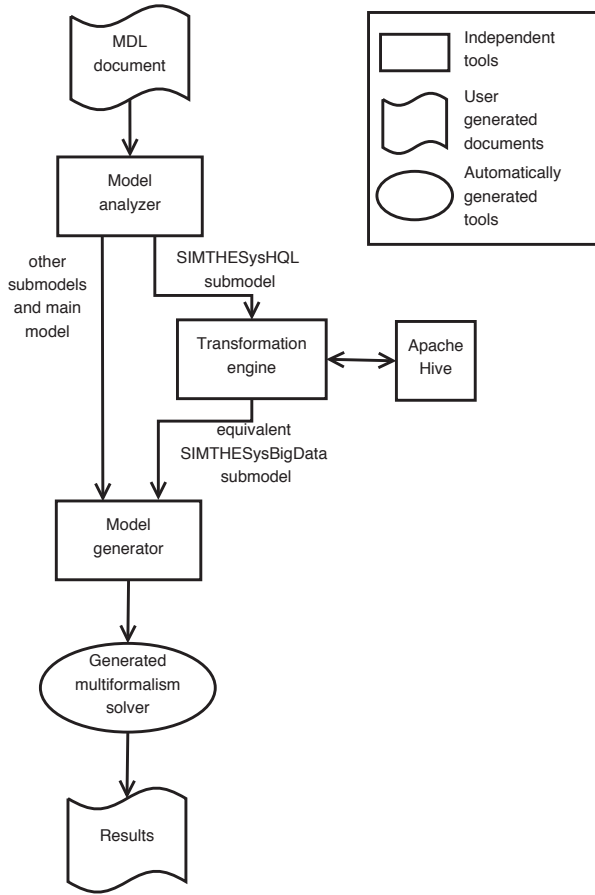 MDL
document
Independent
tools
User
generated
documents
Automatically
generated
tools
Model
analyzer
other
submodels
and main
model
SIMTHESysHQL
submodel
Transformation
engine
Apache
Hive
equivalent
SIMTHESysBigData
submodel
Model
generator
Generated
multiformalism
solver
Results